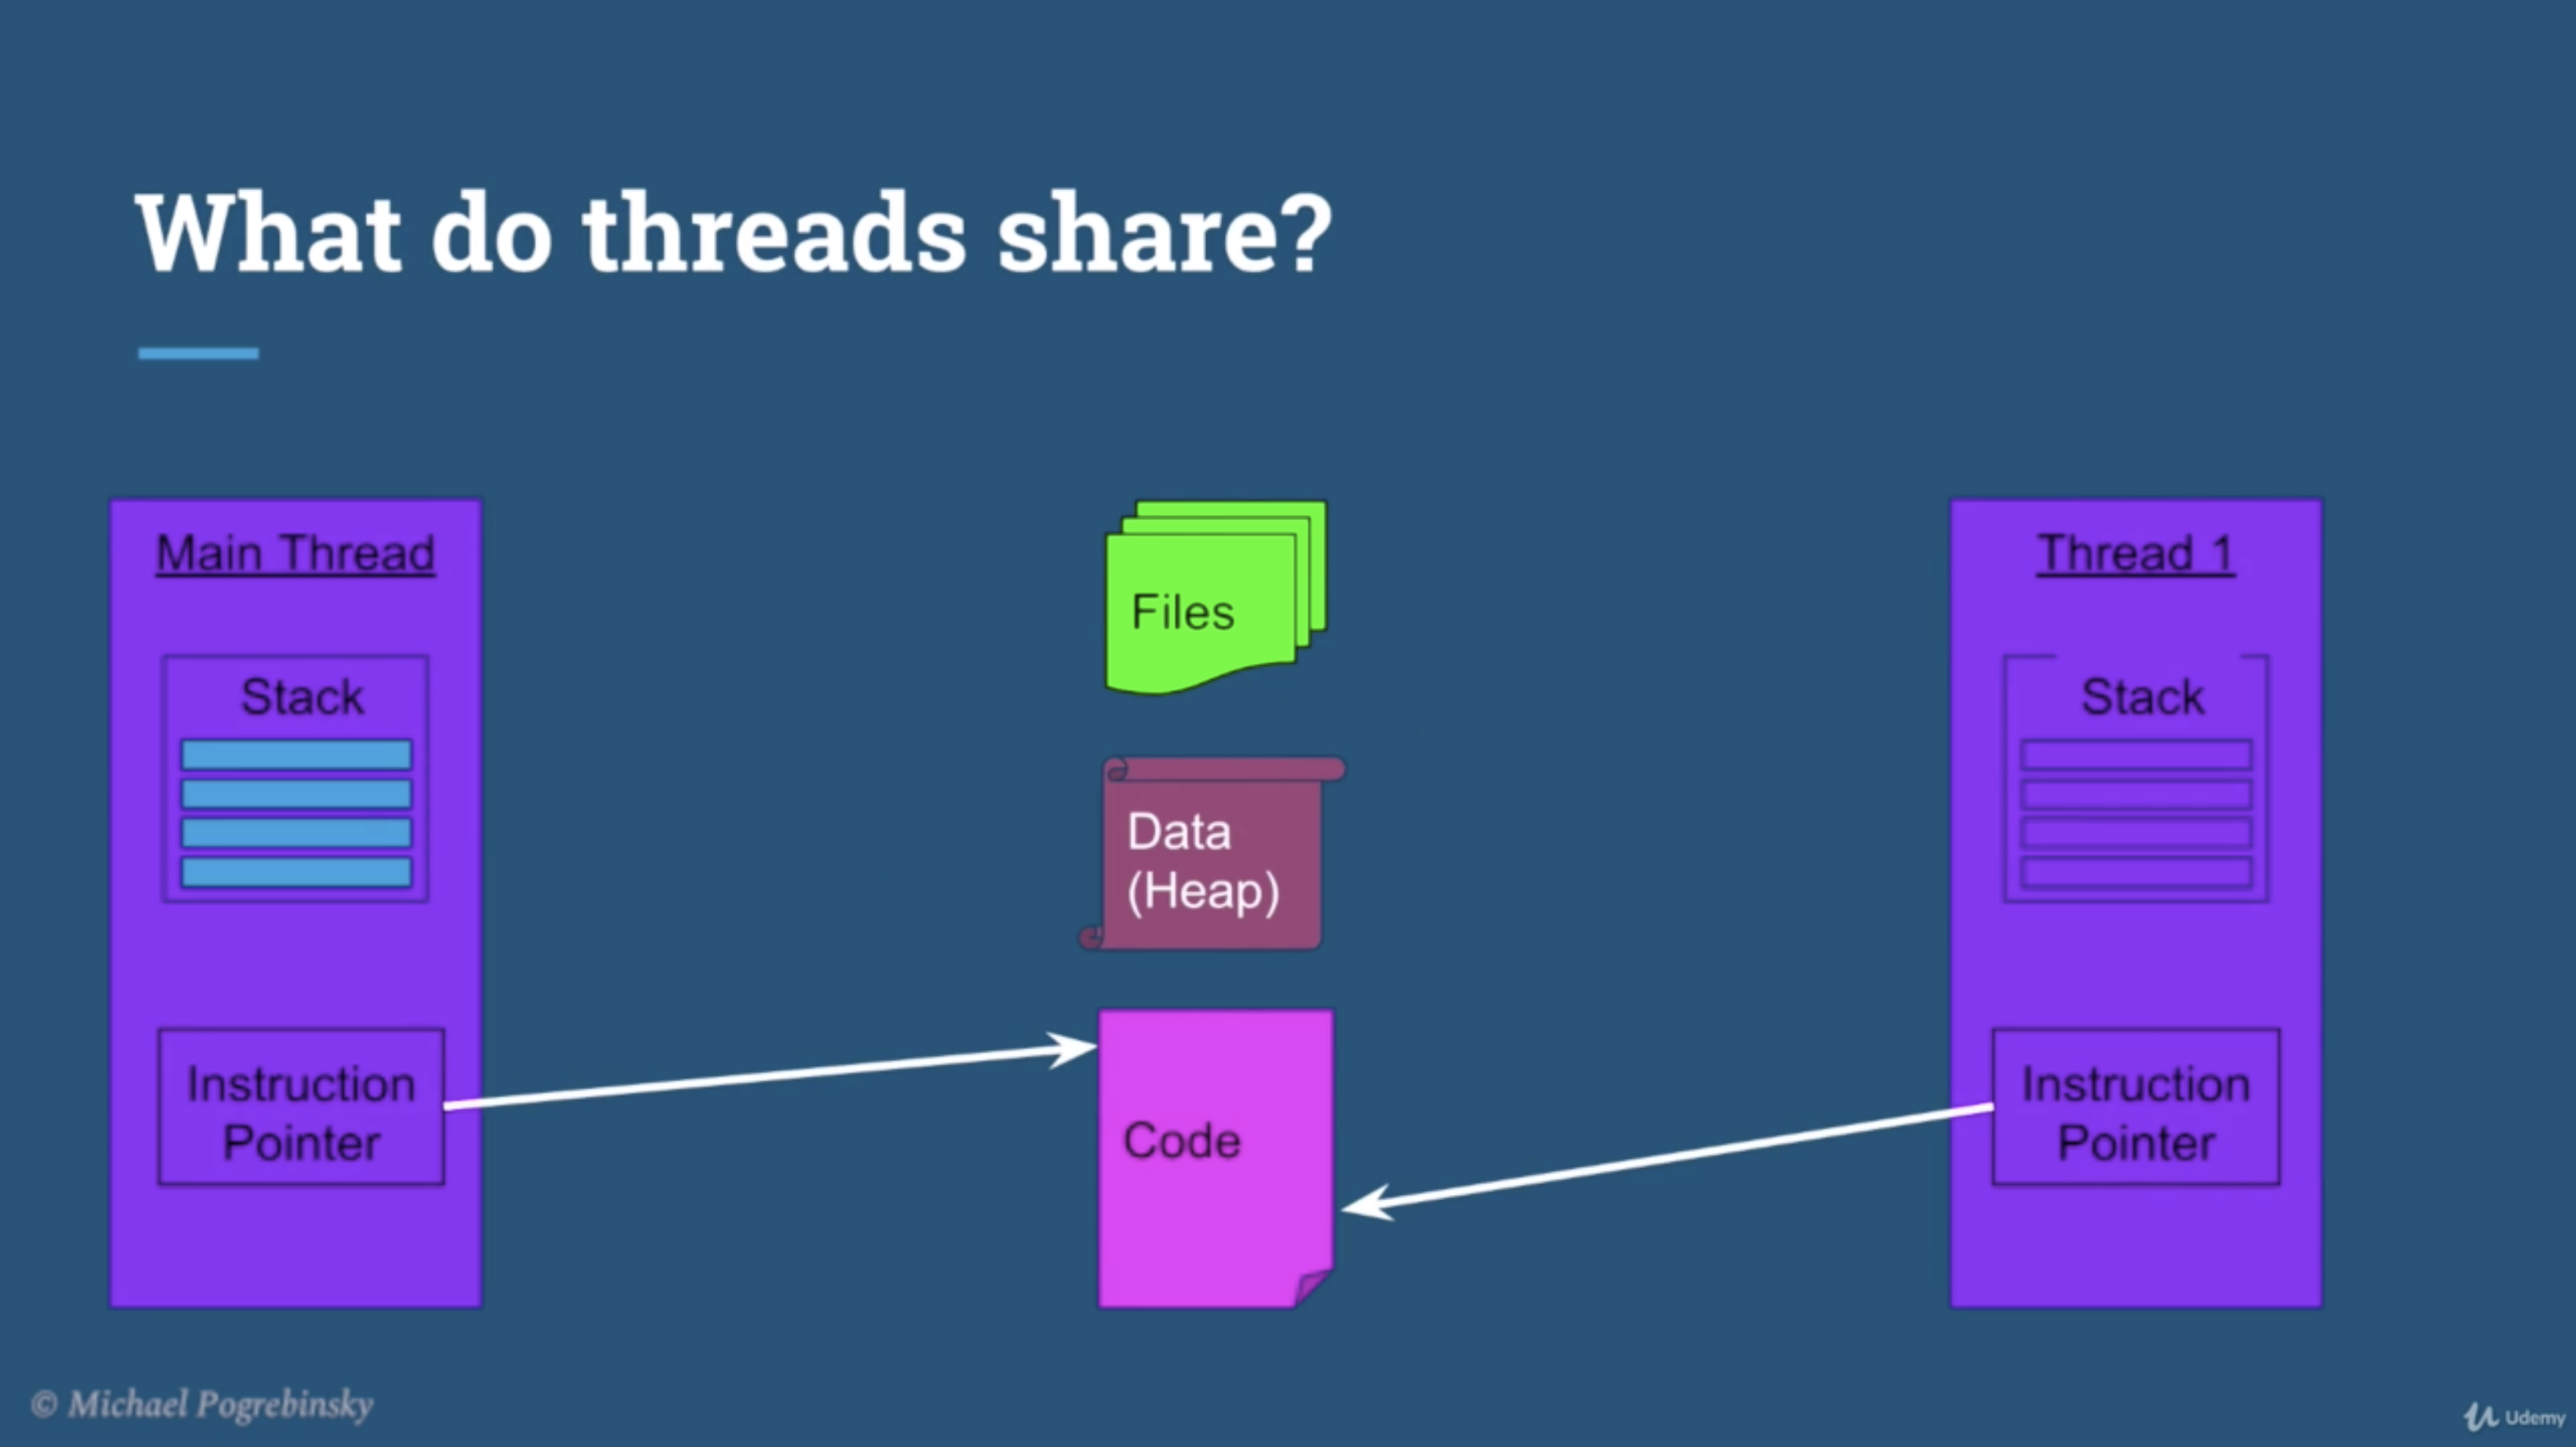 What do threads share?
Main Thread
Stack
Instruction
Pointer
Files
Data
(Heap)
Code
Thread 1
Stack
Instruction
Pointer
© Michael Pogrebinsky
Udemy